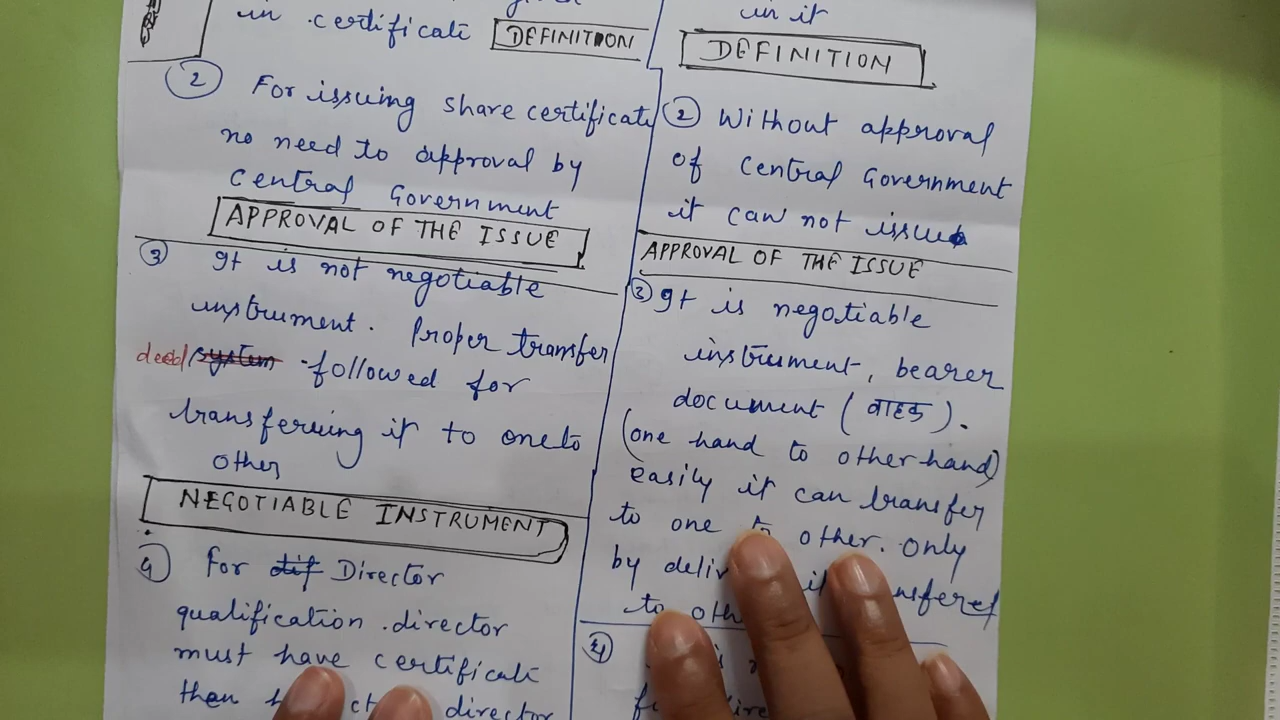 in certificate DEFINITION
② For issuing share certificate
no need to approval by
Central Government
APPROVAL OF THE ISSUE
③ It is not negotiable
instrument. Proper transfer
deed system followed for
transferring it to one to
other
NEGOTIABLE INSTRUMENT
④ For dif Director
qualification director
must have certificate
then director
in it
DEFINITION
② Without approval
of Central Government
it can not issue
APPROVAL OF THE ISSUE
③ It is negotiable
instrument, bearer
document (वाहक).
(one hand to other hand)
easily it can transfer
to one to other. only
by
to
④